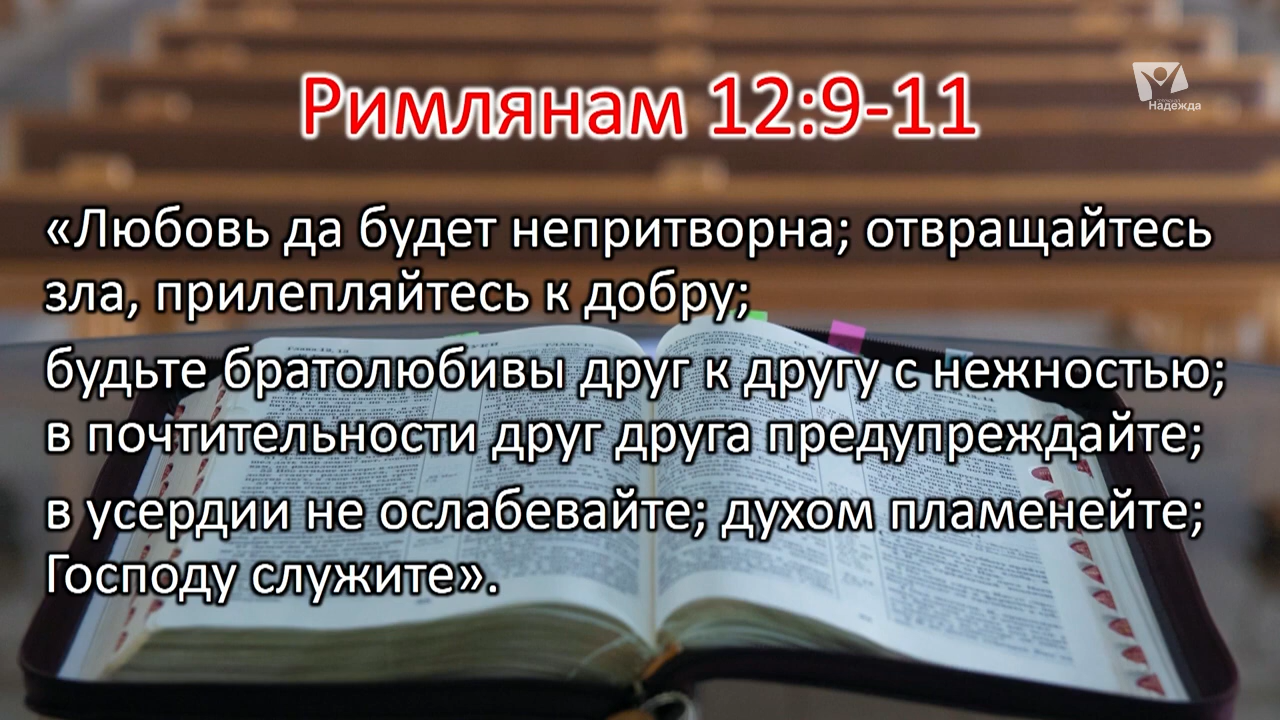 Римлянам 12:9-11
Надежда
«Любовь да будет непритворна; отвращайтесь
зла, прилепляйтесь к добру;
будьте братолюбивы друг к другу с нежностью;
в почтительности друг друга предупреждайте;
в усердии не ослабевайте; духом пламенейте;
Господу служите».